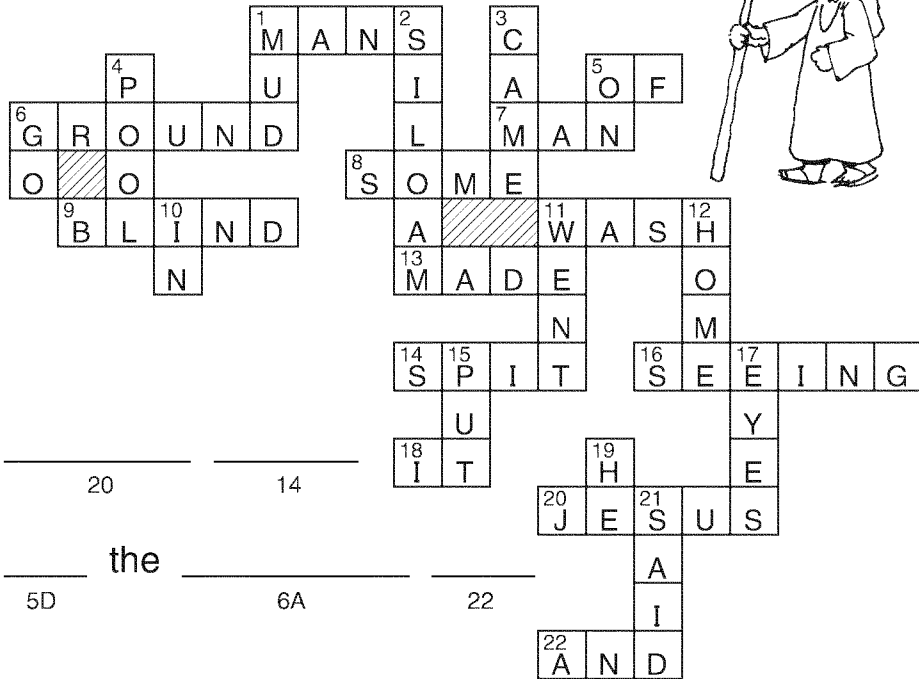 1 M A N 2 S 3 C
4 P U I A 5 O F
6 G R O U N D L 7 M A N
O O 8 S O M E
9 B L 10 I N D A 11 W A S 12 H
N 13 M A D E O
N M
14 S 15 P I T 16 S E 17 E I N G
U Y
18 I T 19 H E
20 J E 21 S U S
A
I
22 A N D
20 14
the
5D 6A 22